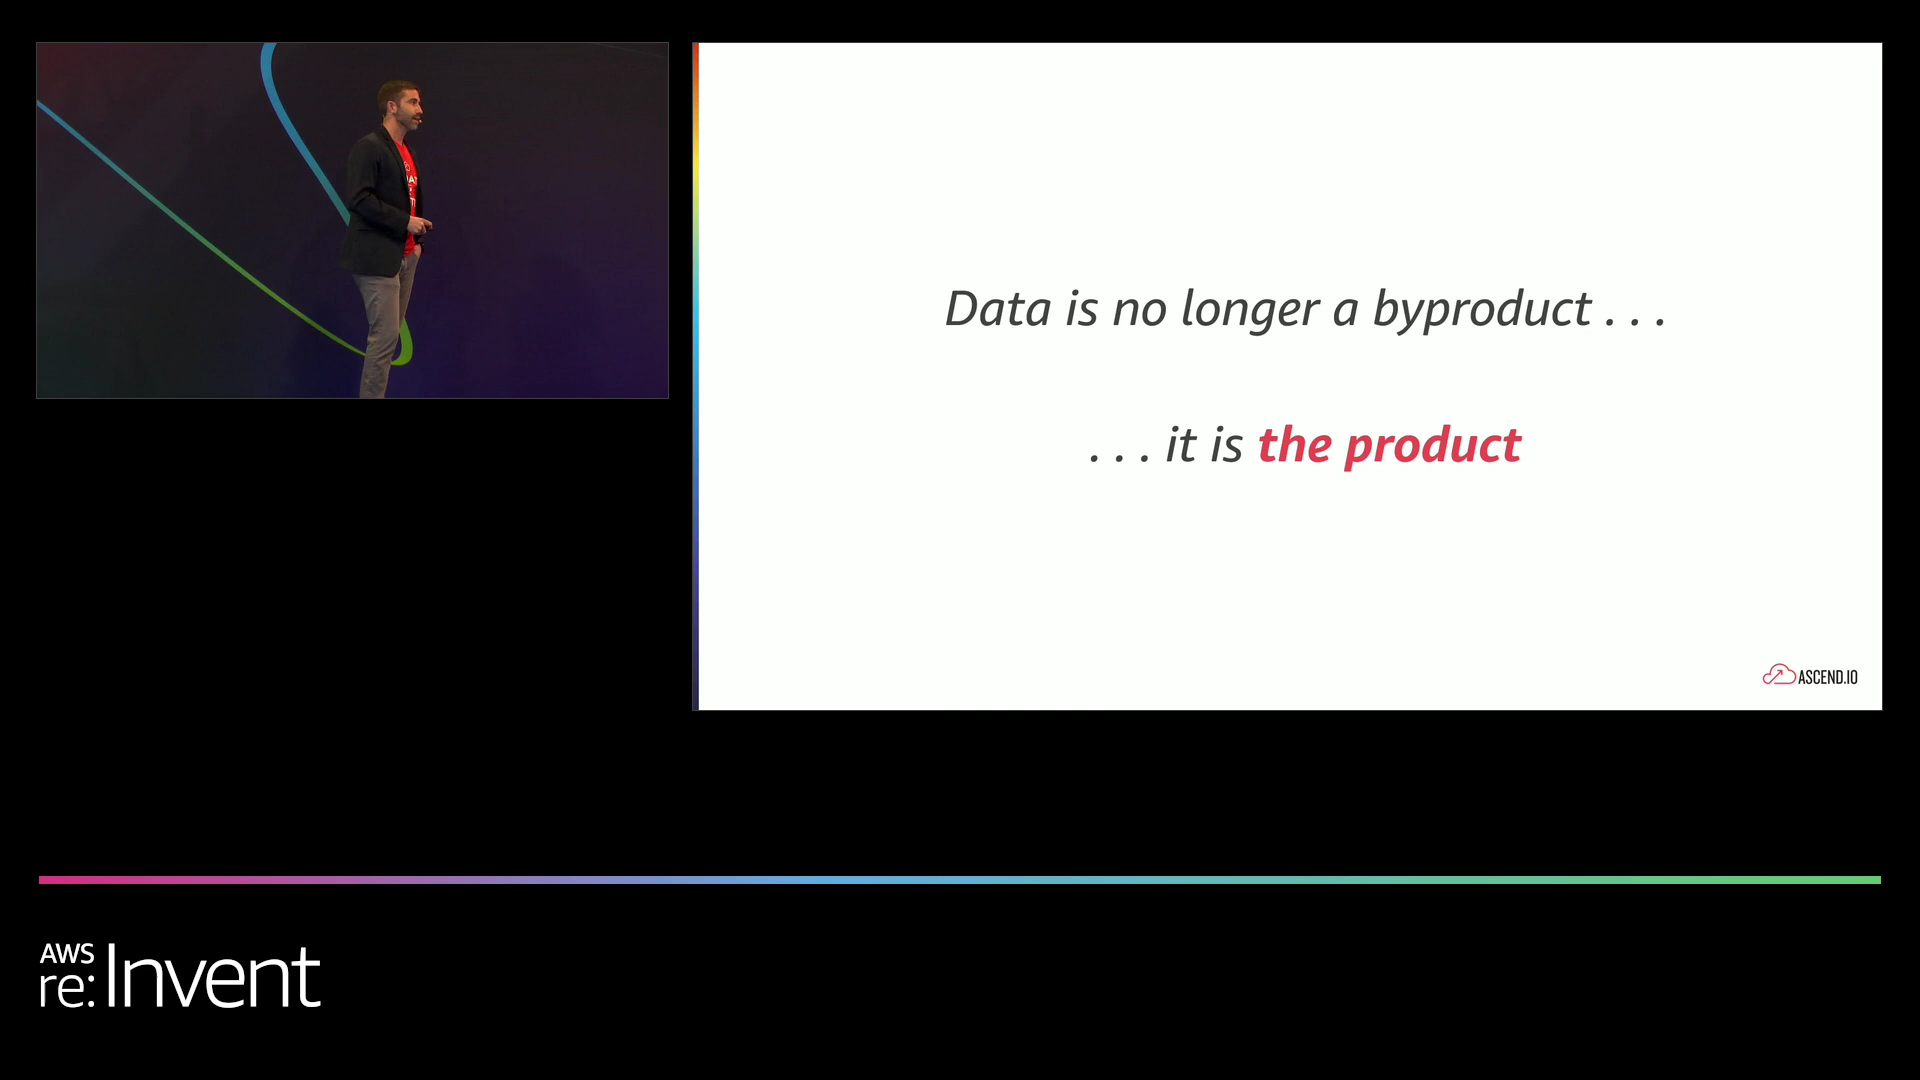 Data is no longer a byproduct . . .
. . . it is the product
ASCEND.IO
AWS
re:Invent